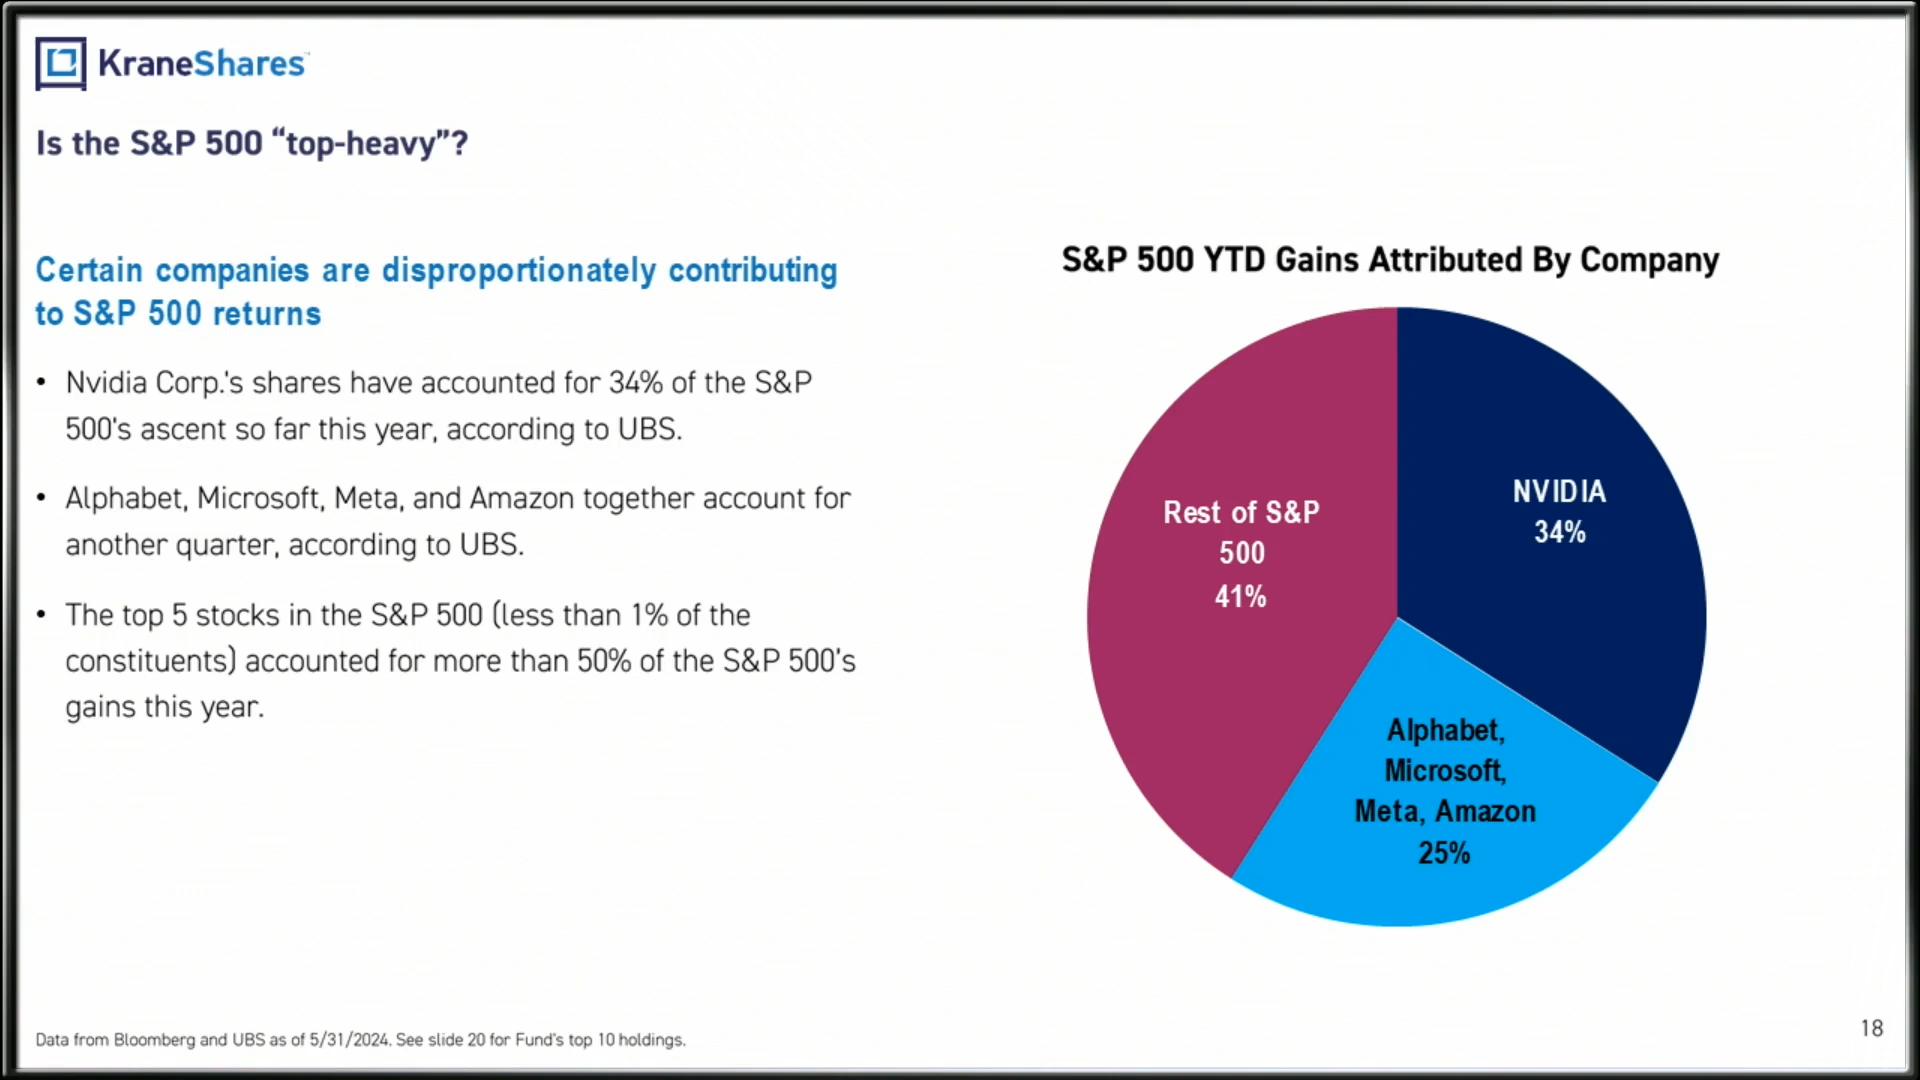 KraneShares
Is the S&P 500 “top-heavy”?
Certain companies are disproportionately contributing
to S&P 500 returns
• Nvidia Corp.'s shares have accounted for 34% of the S&P
500's ascent so far this year, according to UBS.
• Alphabet, Microsoft, Meta, and Amazon together account for
another quarter, according to UBS.
• The top 5 stocks in the S&P 500 (less than 1% of the
constituents) accounted for more than 50% of the S&P 500's
gains this year.
S&P 500 YTD Gains Attributed By Company
NVIDIA
34%
Rest of S&P
500
41%
Alphabet,
Microsoft,
Meta, Amazon
25%
Data from Bloomberg and UBS as of 5/31/2024. See slide 20 for Fund's top 10 holdings.
18